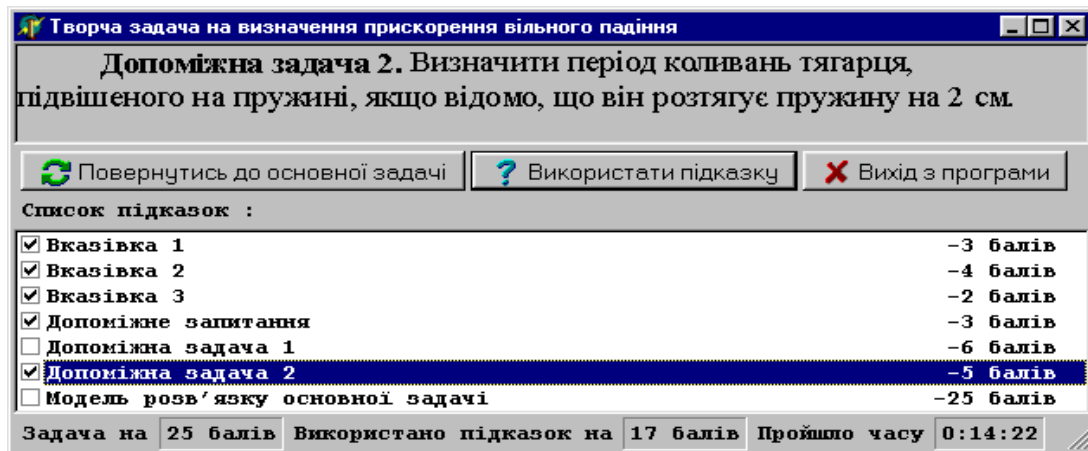 Творча задача на визначення прискорення вільного падіння
Допоміжна задача 2. Визначити період коливань тягарця,
підвішеного на пружині, якщо відомо, що він розтягує пружину на 2 см.
Повернутись до основної задачі ? Використати підказку Вихід з програми
Список підказок :
Вказівка 1 -3 балів
Вказівка 2 -4 балів
Вказівка 3 -2 балів
Допоміжне запитання -3 балів
Допоміжна задача 1 -6 балів
Допоміжна задача 2 -5 балів
Модель розв'язку основної задачі -25 балів
Задача на 25 балів Використано підказок на 17 балів Пройшло часу 0:14:22